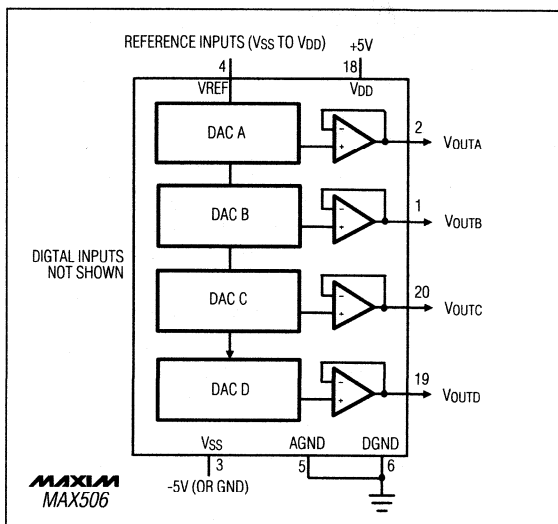 REFERENCE INPUTS (VSS TO VDD)
+5V
4
18
VREF
VDD
DAC A
2
VOUTA
DAC B
1
VOUTB
DIGTAL INPUTS
NOT SHOWN
DAC C
20
VOUTC
DAC D
19
VOUTD
VSS
AGND
DGND
3
5
6
-5V (OR GND)
MAXIM
MAX506
- 
+
- 
+
- 
+
- 
+